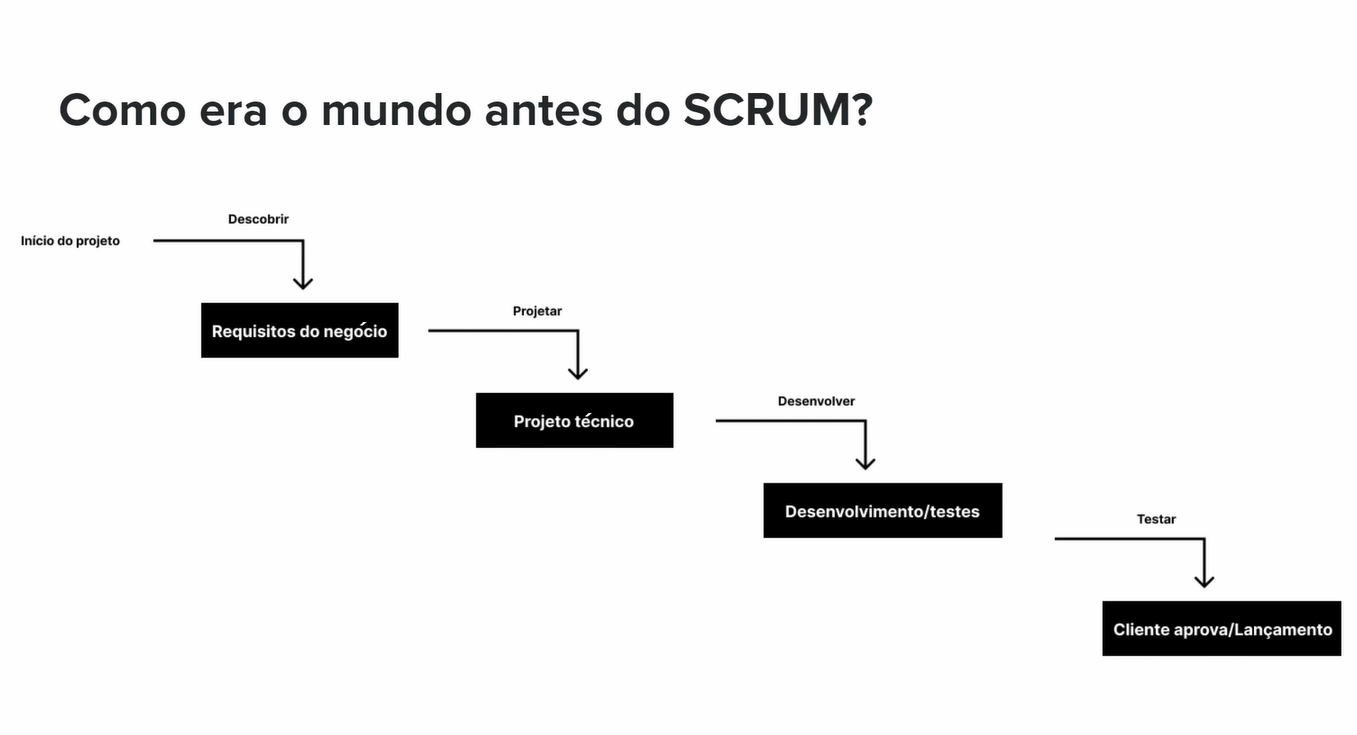 Como era o mundo antes do SCRUM?
Descobrir
Início do projeto
Requisitos do negócio
Projetar
Projeto técnico
Desenvolver
Desenvolvimento/testes
Testar
Cliente aprova/Lançamento